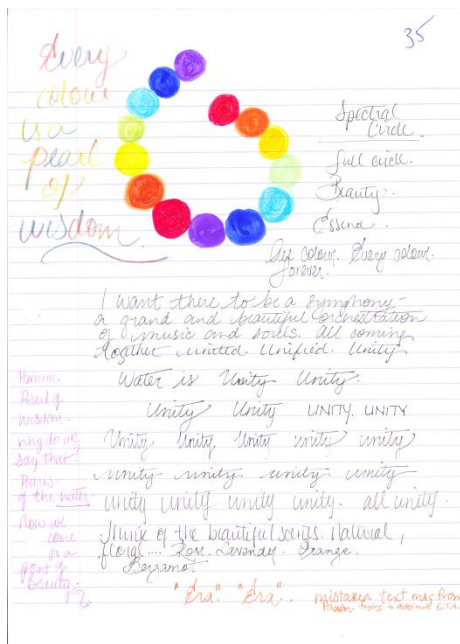 35
Every
colour
is a
pearl
of
wisdom.
Spectral
Circle
full circle.
Beauty.
Essence.
All colour. Every colour.
forever.
I want there to be a symphony -
a grand and beautiful orchestration
of music and souls. all coming
together united Unified. Unity
Water is Unity Unity.
Unity Unity UNITY. UNITY
Unity Unity Unity unity unity
unity unity unity unity
unity unity unity unity. all unity.
Think of the beautiful scents. Natural,
floral.... Rose. Lavendy. Orange.
Bergamot.
Hmmm.
Pearl of
wisdom.
why do we
say that?
Pearls -
of the water
Now we
come
to a
point of
beauty.
"Era." "Era".
mistaken text msg from
trying to determine E.T.A.